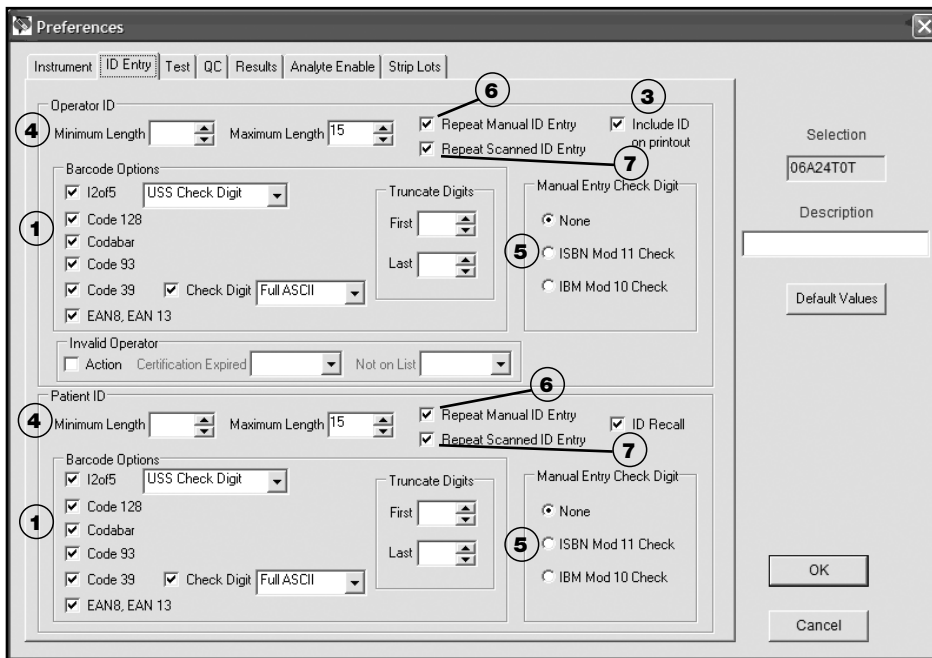 Preferences
Instrument ID Entry Test QC Results Analyte Enable Strip Lots
6
3
Operator ID
4 Minimum Length Maximum Length 15 Repeat Manual ID Entry Include ID
on printout
Repeat Scanned ID Entry
7
Selection
06A24T0T
Description
Default Values
Barcode Options
1
I2of5 USS Check Digit
Code 128
Codabar
Code 93
Code 39 Check Digit Full ASCII
EAN8, EAN 13
Truncate Digits
First
Last
Manual Entry Check Digit
None
5 ISBN Mod 11 Check
IBM Mod 10 Check
Invalid Operator
Action Certification Expired Not on List
6
Patient ID
4 Minimum Length Maximum Length 15 Repeat Manual ID Entry ID Recall
Repeat Scanned ID Entry
7
Barcode Options
1
I2of5 USS Check Digit
Code 128
Codabar
Code 93
Code 39 Check Digit Full ASCII
EAN8, EAN 13
Truncate Digits
First
Last
Manual Entry Check Digit
None
5 ISBN Mod 11 Check
IBM Mod 10 Check
OK
Cancel